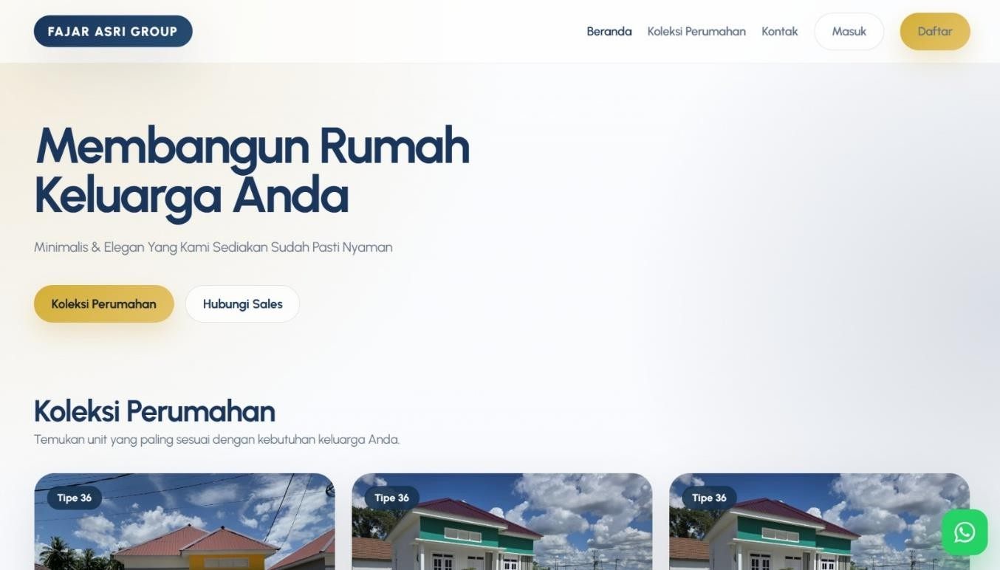 FAJAR ASRI GROUP
Beranda
Koleksi Perumahan
Kontak
Masuk
Daftar
Membangun Rumah
Keluarga Anda
Minimalis & Elegan Yang Kami Sediakan Sudah Pasti Nyaman
Koleksi Perumahan
Hubungi Sales
Koleksi Perumahan
Temukan unit yang paling sesuai dengan kebutuhan keluarga Anda.
Tipe 36
Tipe 36
Tipe 36